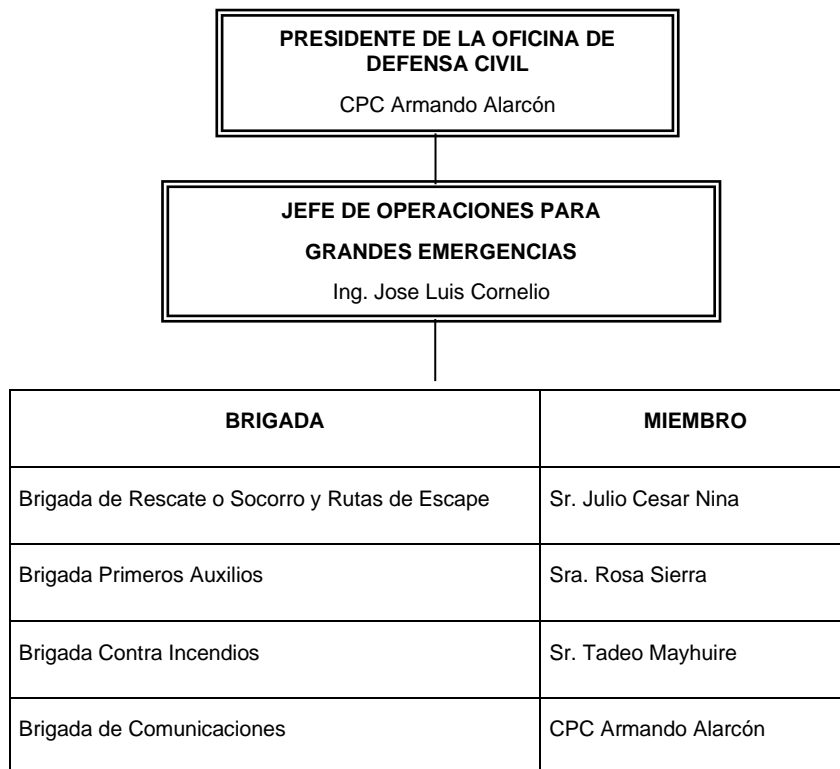 PRESIDENTE DE LA OFICINA DE
DEFENSA CIVIL
CPC Armando Alarcón
JEFE DE OPERACIONES PARA
GRANDES EMERGENCIAS
Ing. Jose Luis Cornelio
BRIGADA MIEMBRO
Brigada de Rescate o Socorro y Rutas de Escape Sr. Julio Cesar Nina
Brigada Primeros Auxilios Sra. Rosa Sierra
Brigada Contra Incendios Sr. Tadeo Mayhuire
Brigada de Comunicaciones CPC Armando Alarcón